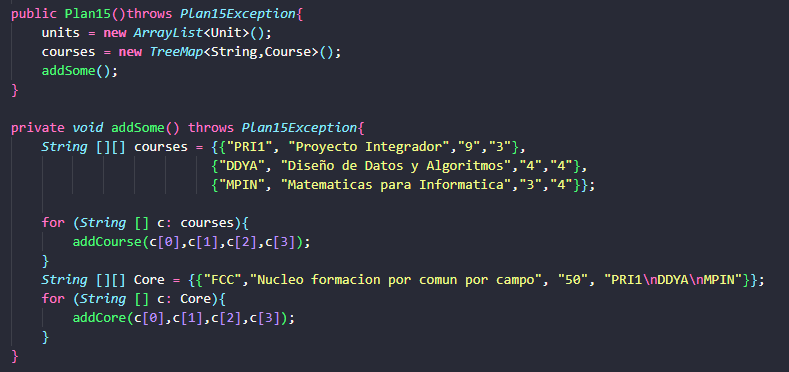 public Plan15()throws Plan15Exception{
units = new ArrayList<Unit>();
courses = new TreeMap<String,Course>();
addSome();
}
private void addSome() throws Plan15Exception{
String [][] courses = {{"PRI1", "Proyecto Integrador","9","3"},
{"DDYA", "Diseño de Datos y Algoritmos","4","4"},
{"MPIN", "Matematicas para Informatica","3","4"}};
for (String [] c: courses){
addCourse(c[0],c[1],c[2],c[3]);
}
String [][] Core = {{"FCC","Nucleo formacion por comun por campo", "50", "PRI1\nDDYA\nMPIN"}};
for (String [] c: Core){
addCore(c[0],c[1],c[2],c[3]);
}
}